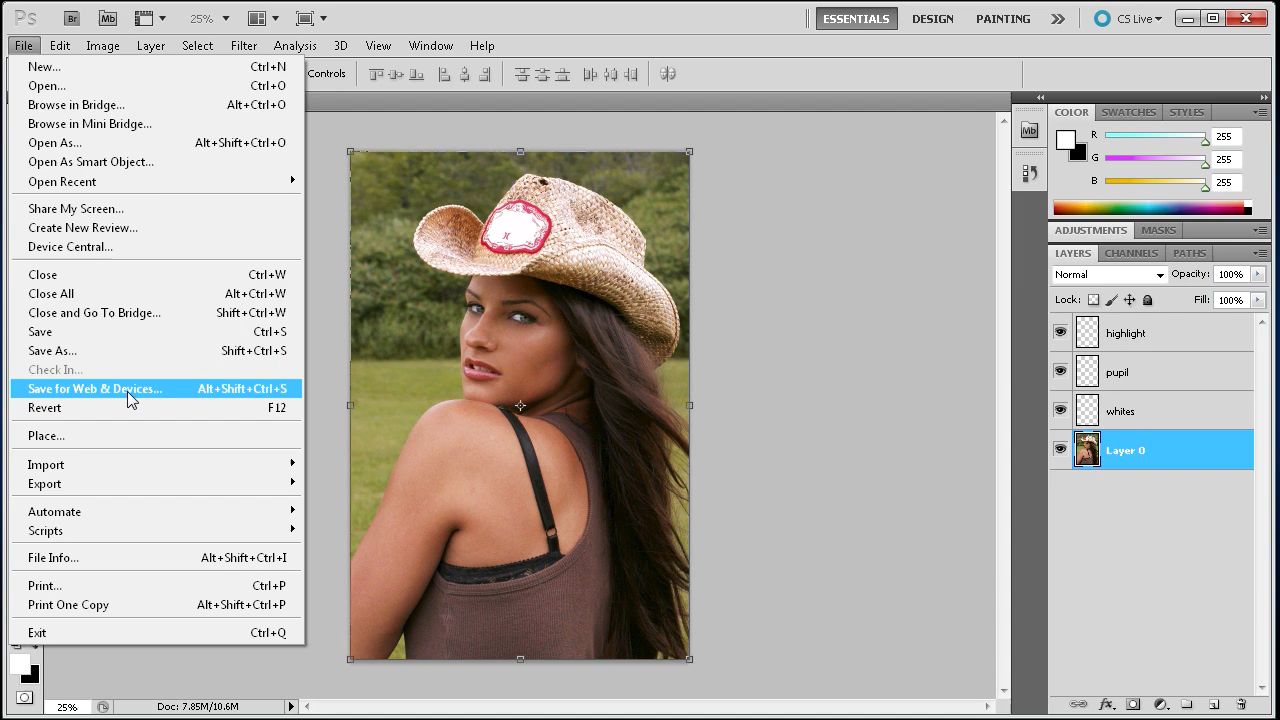 Ps Br Mb 25% ESSENTIALS DESIGN PAINTING CS Live
File Edit Image Layer Select Filter Analysis 3D View Window Help
New... Ctrl+N
Open... Ctrl+O
Browse in Bridge... Alt+Ctrl+O
Browse in Mini Bridge...
Open As... Alt+Shift+Ctrl+O
Open As Smart Object...
Open Recent
Share My Screen...
Create New Review...
Device Central...
Close Ctrl+W
Close All Alt+Ctrl+W
Close and Go To Bridge... Shift+Ctrl+W
Save Ctrl+S
Save As... Shift+Ctrl+S
Check In...
Save for Web & Devices... Alt+Shift+Ctrl+S
Revert F12
Place...
Import
Export
Automate
Scripts
File Info... Alt+Shift+Ctrl+I
Print... Ctrl+P
Print One Copy Alt+Shift+Ctrl+P
Exit Ctrl+Q
Controls
25% Doc: 7.85M/10.6M
Mb
COLOR SWATCHES STYLES
R 255
G 255
B 255
ADJUSTMENTS MASKS
LAYERS CHANNELS PATHS
Normal Opacity: 100%
Lock: Fill: 100%
highlight
pupil
whites
Layer 0
fx